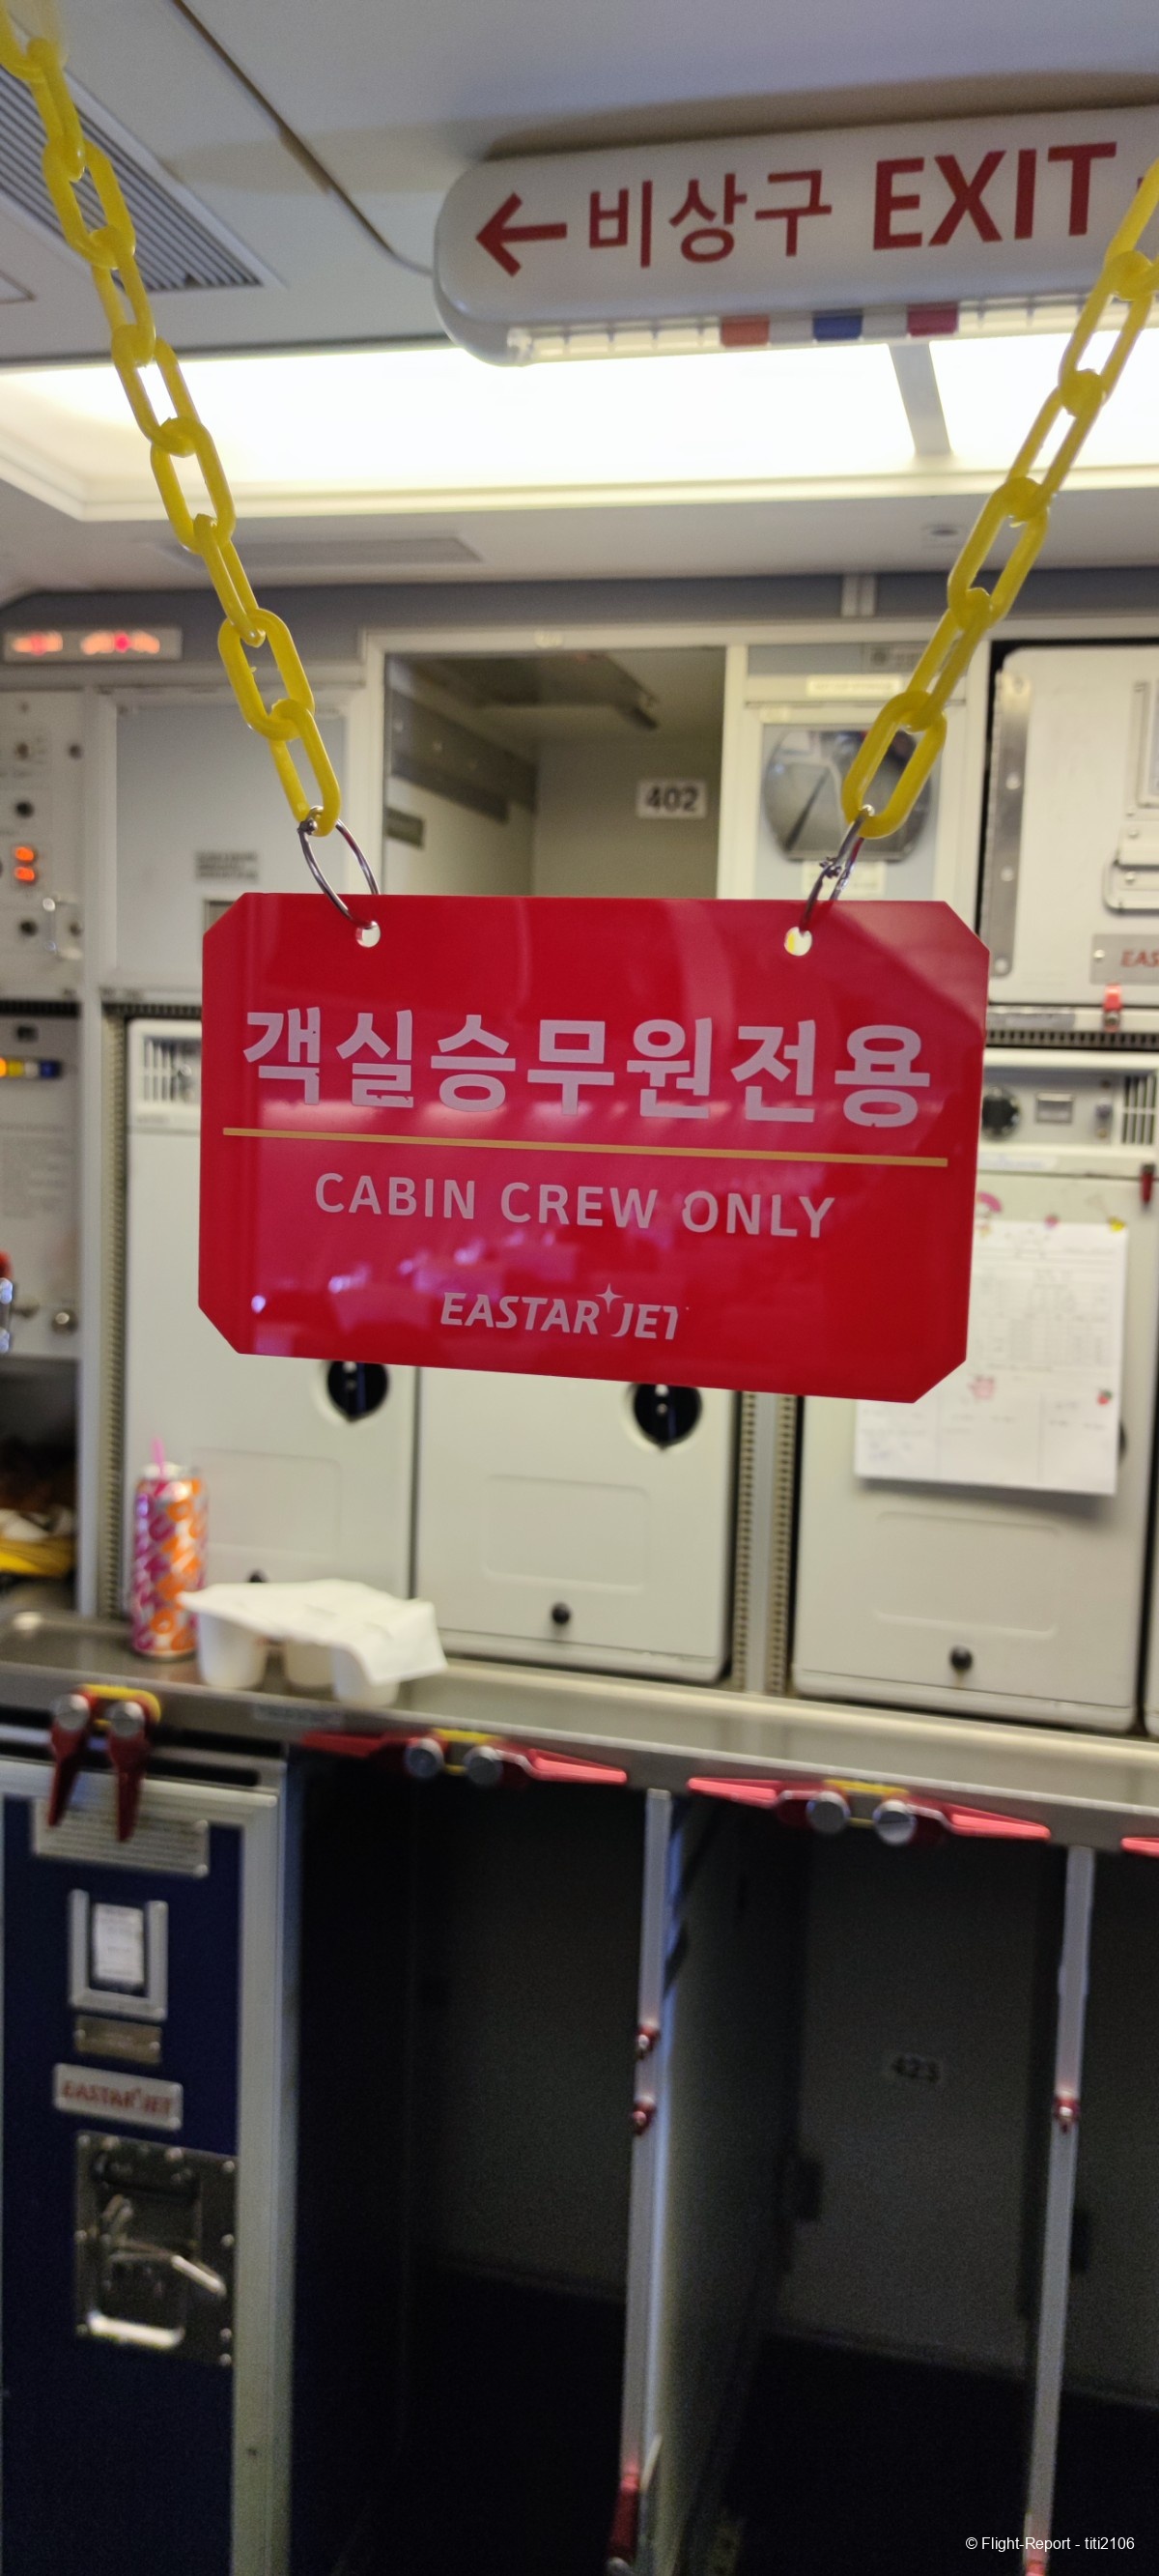 ← 비상구 EXIT
402
객실승무원전용
CABIN CREW ONLY
EASTAR JET
EASTAR JET
423
© Flight-Report - titi2106